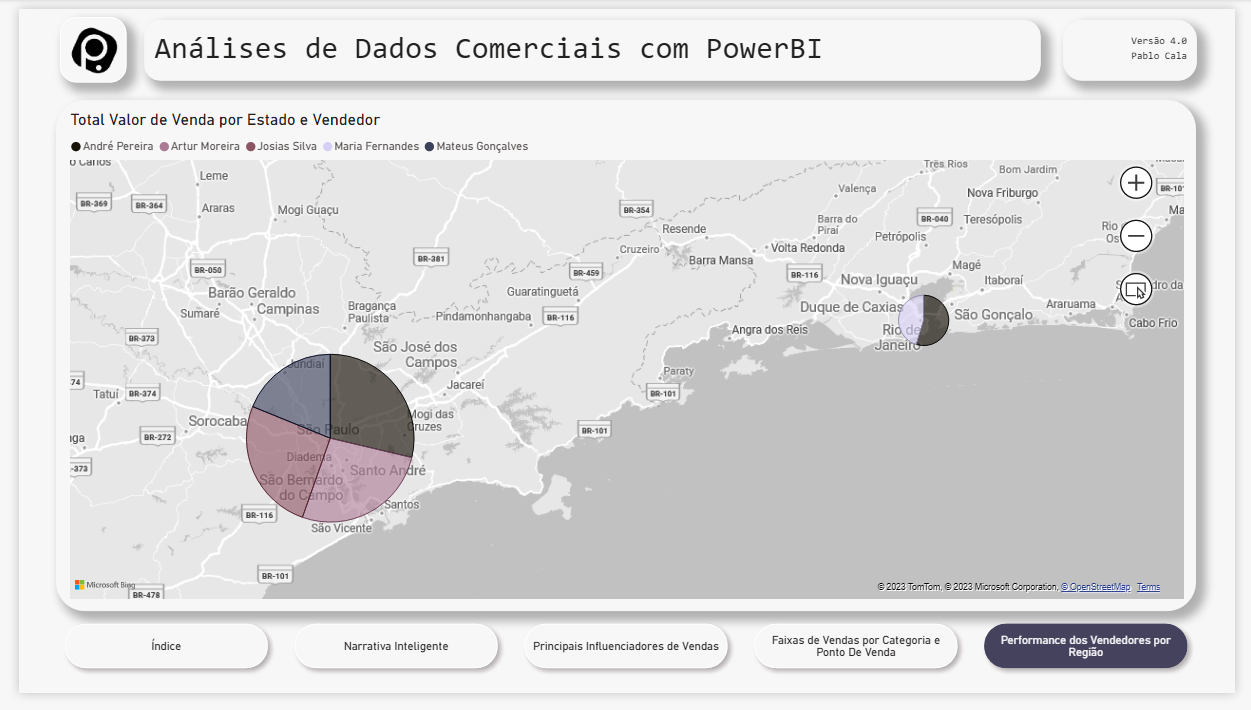 Análises de Dados Comerciais com PowerBI
Versão 4.0
Pablo Cala
Total Valor de Venda por Estado e Vendedor
André Pereira Artur Moreira Josias Silva Maria Fernandes Mateus Gonçalves
Leme
BR-369
BR-364
Araras
Mogi Guaçu
BR-354
BR-381
BR-050
BR-459
Barão Geraldo
Campinas
Sumaré
Bragança
Paulista
Guaratinguetá
Pindamonhangaba
BR-116
Cruzeiro
Resende
Barra Mansa
Volta Redonda
Barra do
Piraí
Valença
Três Rios
Bom Jardim
Nova Friburgo
BR-040
Teresópolis
Petrópolis
BR-116
Nova Iguaçu
Magé
Itaboraí
Duque de Caxias
São Gonçalo
Araruama
Cabo Frio
Rio de
Janeiro
Angra dos Reis
Paraty
BR-101
BR-101
BR-373
São José dos
Campos
Jacareí
Jundiaí
Tatuí
BR-374
Sorocaba
BR-272
São Paulo
Mogi das
Cruzes
Diadema
Santo André
São Bernardo
do Campo
Santos
São Vicente
BR-116
BR-101
BR-478
Microsoft Bing
© 2023 TomTom, © 2023 Microsoft Corporation, © OpenStreetMap Terms
Índice
Narrativa Inteligente
Principais Influenciadores de Vendas
Faixas de Vendas por Categoria e
Ponto De Venda
Performance dos Vendedores por
Região